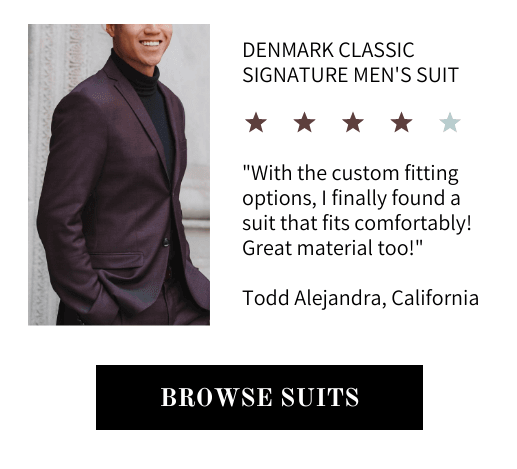 DENMARK CLASSIC
SIGNATURE MEN'S SUIT
"With the custom fitting
options, I finally found a
suit that fits comfortably!
Great material too!"
Todd Alejandra, California
BROWSE SUITS